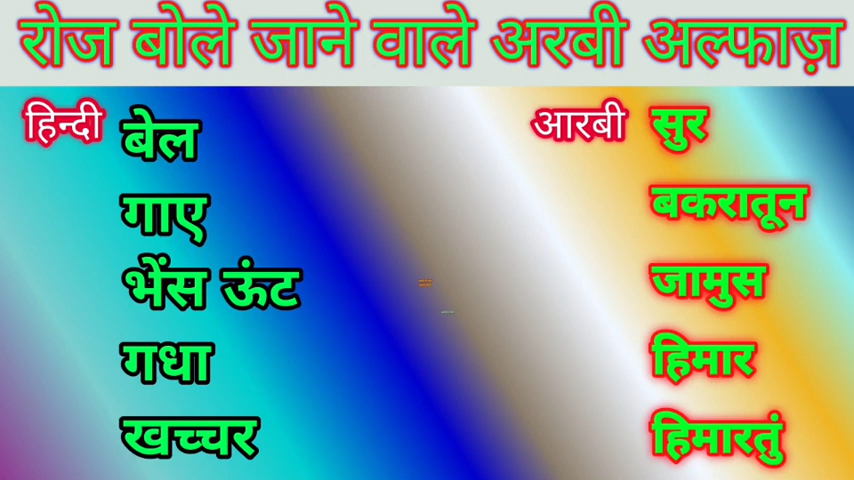 रोज बोले जाने वाले अरबी अल्फाज़
हिन्दी
बेल
गाए
भेंस ऊंट
गधा
खच्चर
आरबी
सुर
बकरातून
जामुस
हिमार
हिमारतुं